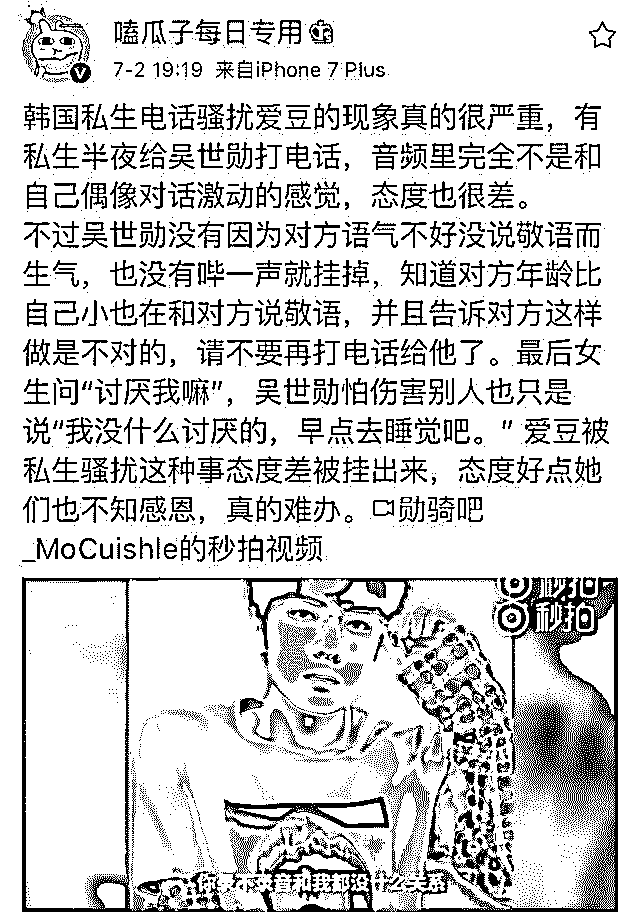 嗑瓜子每日专用
7-2 19:19 来自iPhone 7 Plus
韩国私生电话骚扰爱豆的现象真的很严重，有
私生半夜给吴世勋打电话，音频里完全不是和
自己偶像对话激动的感觉，态度也很差。
不过吴世勋没有因为对方语气不好没说敬语而
生气，也没有哔一声就挂掉，知道对方年龄比
自己小也在和对方说敬语，并且告诉对方这样
做是不对的，请不要再打电话给他了。最后女
生问“讨厌我嘛”，吴世勋怕伤害别人也只是
说“我没什么讨厌的，早点去睡觉吧。” 爱豆被
私生骚扰这种事态度差被挂出来，态度好点她
们也不知感恩，真的难办。勋骑吧
_MoCuishle的秒拍视频
秒拍
秒拍
你录不录音和我都没什么关系